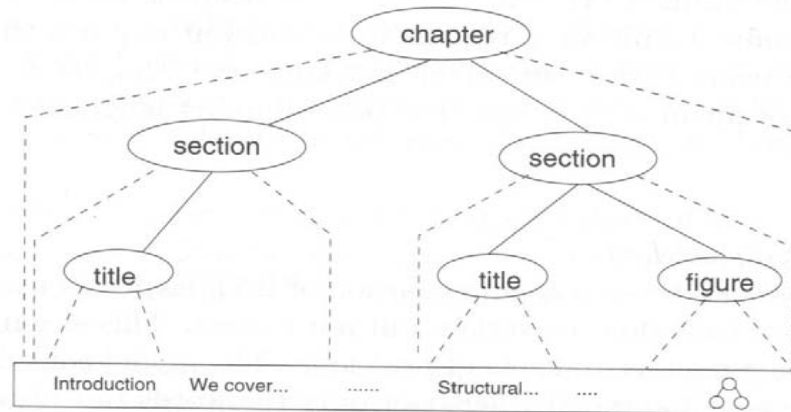 chapter
section section
title title figure
Introduction We cover... ........ Structural... ....